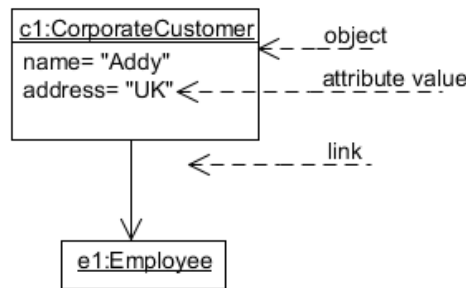 c1:CorporateCustomer
name= "Addy"
address= "UK"
object
attribute value
link
e1:Employee